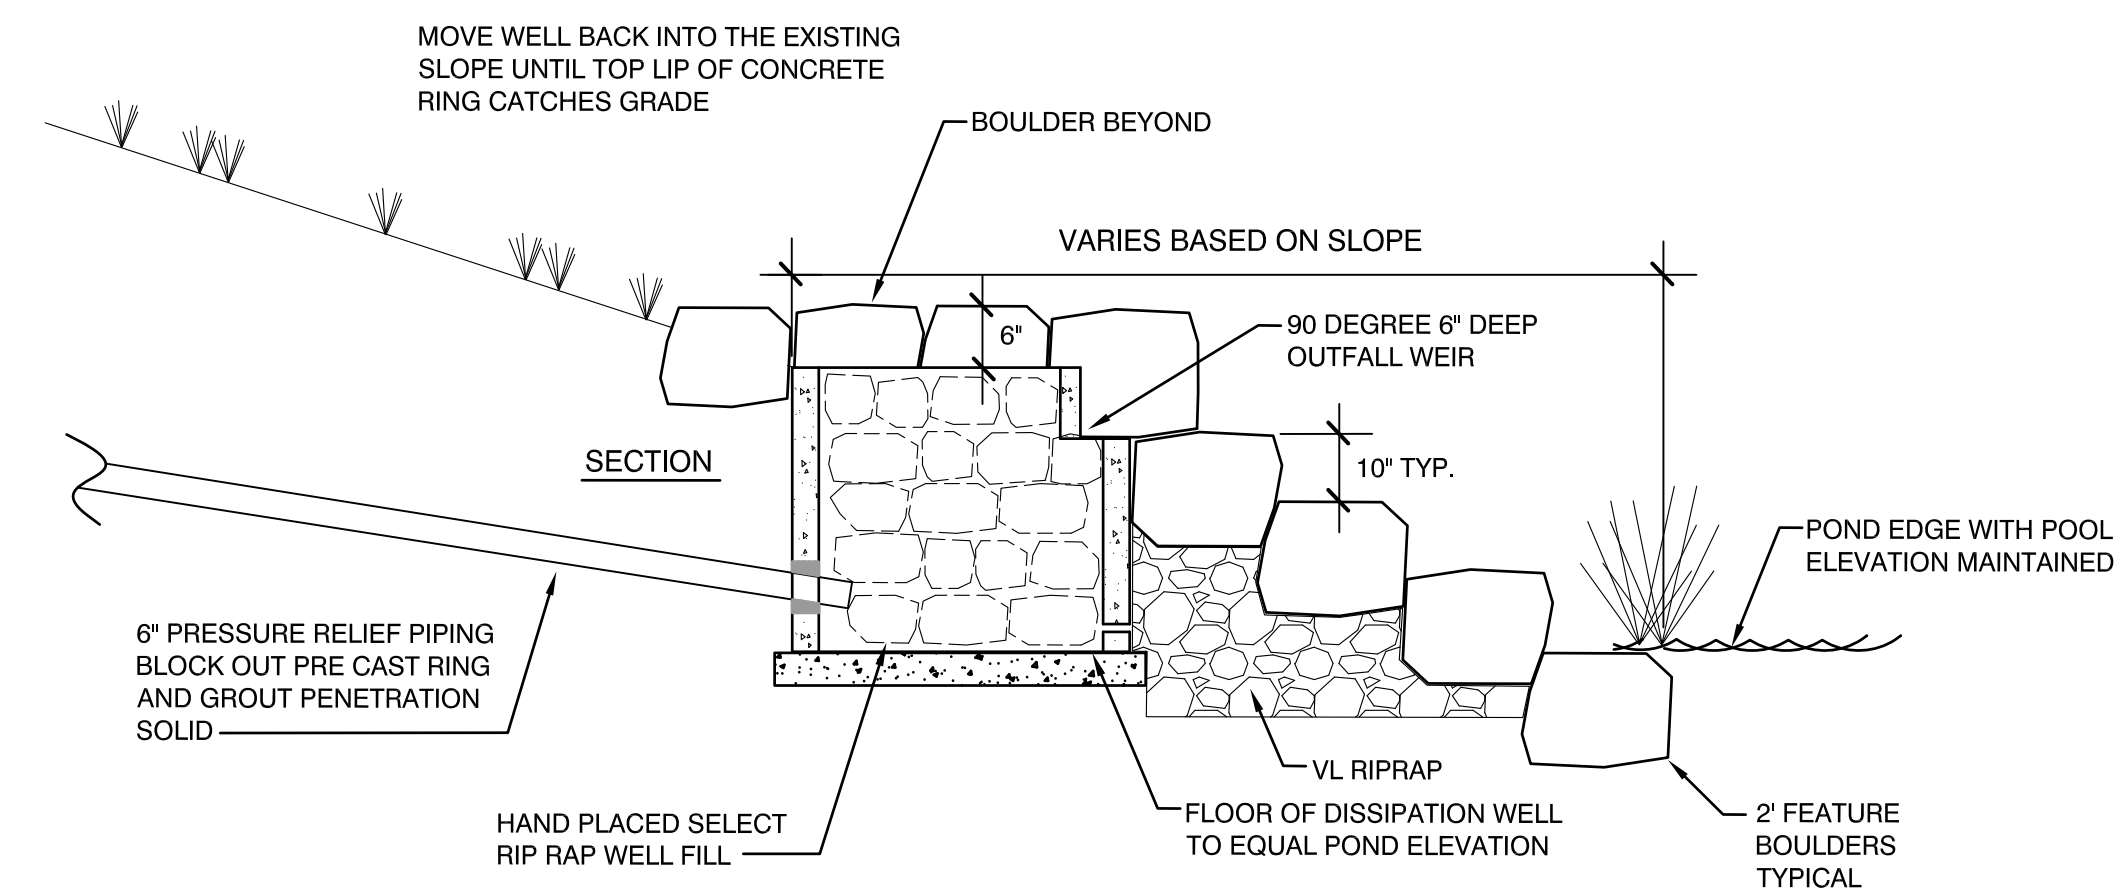 MOVE WELL BACK INTO THE EXISTING
SLOPE UNTIL TOP LIP OF CONCRETE
RING CATCHES GRADE
BOULDER BEYOND
VARIES BASED ON SLOPE
6"
90 DEGREE 6" DEEP
OUTFALL WEIR
SECTION
10" TYP.
POND EDGE WITH POOL
ELEVATION MAINTAINED
6" PRESSURE RELIEF PIPING
BLOCK OUT PRE CAST RING
AND GROUT PENETRATION
SOLID
VL RIPRAP
HAND PLACED SELECT
RIP RAP WELL FILL
FLOOR OF DISSIPATION WELL
TO EQUAL POND ELEVATION
2' FEATURE
BOULDERS
TYPICAL